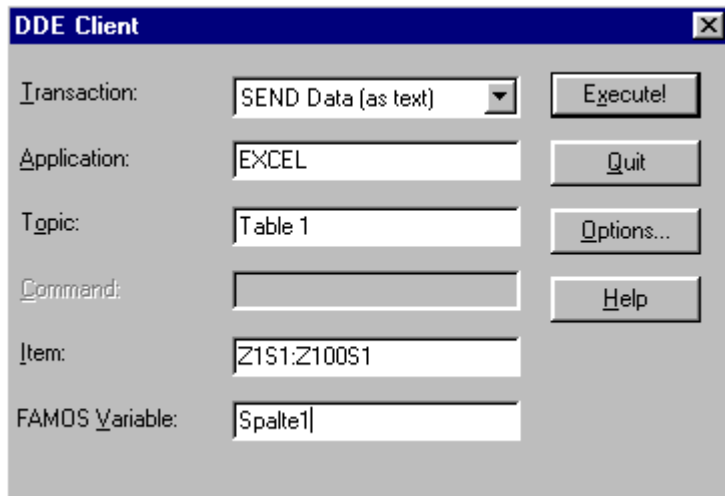 DDE Client
Transaction: SEND Data (as text) Execute!
Application: EXCEL Quit
Topic: Table 1 Options...
Command: Help
Item: Z1S1:Z100S1
FAMOS Variable: Spalte1